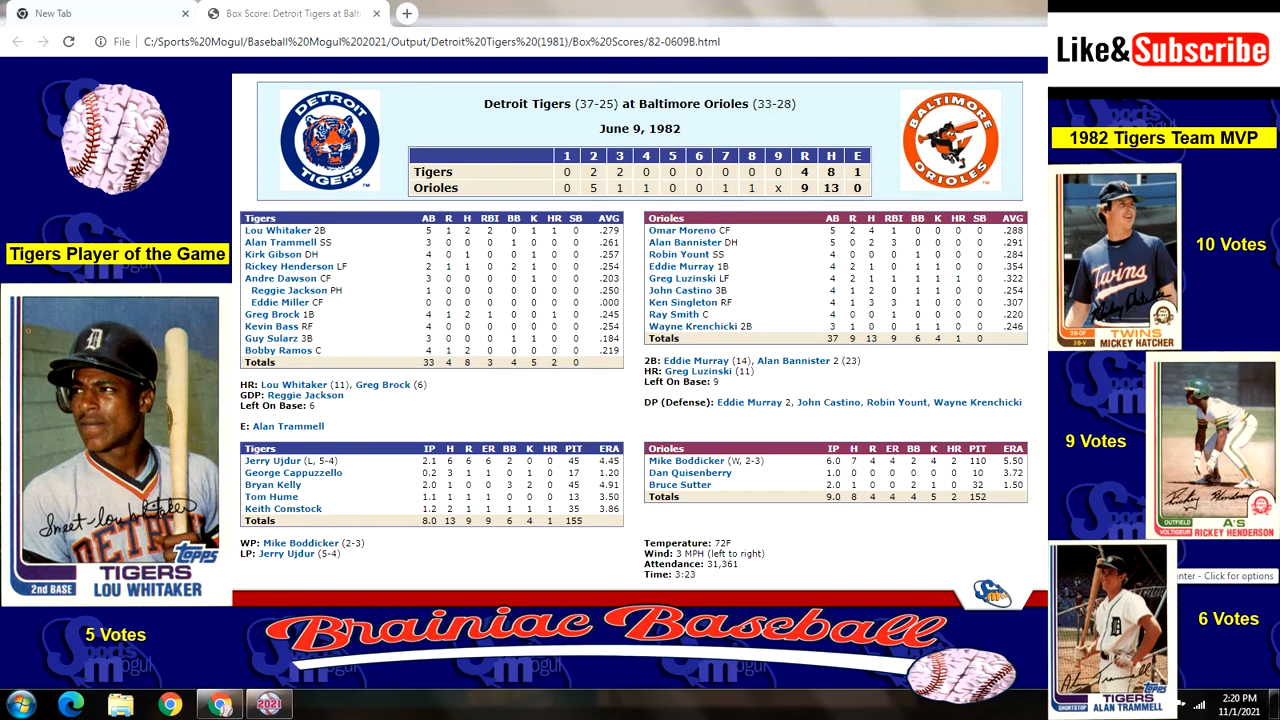 New Tab
Box Score: Detroit Tigers at Balt
File C:/Sports%20Mogul/Baseball%20Mogul%202021/Output/Detroit%20Tigers%20(1981)/Box%20Scores/82-0609B.html
Like&Subscribe
Detroit Tigers (37-25) at Baltimore Orioles (33-28)
June 9, 1982
DETROIT TIGERS
BALTIMORE ORIOLES
1 2 3 4 5 6 7 8 9 R H E
Tigers 0 2 2 0 0 0 0 0 0 4 8 1
Orioles 0 5 1 1 0 0 1 1 x 9 13 0
Tigers AB R H RBI BB K HR SB AVG
Lou Whitaker 2B 5 1 2 2 0 1 1 0 .279
Alan Trammell SS 3 0 0 0 1 0 0 0 .261
Kirk Gibson DH 4 0 1 0 0 1 0 0 .257
Rickey Henderson LF 2 1 1 0 2 1 0 0 .254
Andre Dawson CF 3 0 0 0 0 0 0 0 .203
Reggie Jackson PH 1 0 0 0 0 0 0 0 .250
Eddie Miller CF 0 0 0 0 0 0 0 0 .000
Greg Brock 1B 4 1 1 1 0 0 1 0 .245
Kevin Bass RF 4 0 1 0 0 1 0 0 .254
Guy Sularz 3B 3 0 0 0 1 1 0 0 .184
Bobby Ramos C 4 1 2 0 0 0 0 0 .219
Totals 33 4 8 3 4 5 2 0
HR: Lou Whitaker (11), Greg Brock (6)
GDP: Reggie Jackson
Left On Base: 6
E: Alan Trammell
Orioles AB R H RBI BB K HR SB AVG
Omar Moreno CF 5 2 4 1 0 0 0 0 .288
Alan Bannister DH 5 2 2 3 0 0 0 0 .291
Robin Yount SS 4 0 0 0 1 0 0 0 .284
Eddie Murray 1B 4 2 1 0 1 0 0 0 .354
Greg Luzinski LF 4 2 1 1 1 1 1 0 .322
John Castino 3B 4 1 2 0 1 1 0 0 .254
Ken Singleton RF 4 1 3 3 1 0 0 0 .307
Ray Smith C 4 0 0 0 0 1 0 0 .220
Wayne Krenchicki 2B 3 1 0 0 1 1 0 0 .246
Totals 37 9 13 9 6 4 1 0
2B: Eddie Murray (14), Alan Bannister 2 (23)
HR: Greg Luzinski (11)
Left On Base: 9
DP (Defense): Eddie Murray 2, John Castino, Robin Yount, Wayne Krenchicki
Tigers IP H R ER BB K HR PIT ERA
Jerry Ujdur (L, 5-4) 2.1 6 6 6 2 0 0 45 4.45
George Cappuzzello 0.2 3 1 1 0 1 0 17 1.20
Bryan Kelly 2.0 1 0 0 3 2 0 45 4.91
Tom Hume 1.1 1 1 1 0 0 0 13 3.50
Keith Comstock 1.2 2 1 1 1 1 1 35 3.86
Totals 8.0 13 9 9 6 4 1 155
WP: Mike Boddicker (2-3)
LP: Jerry Ujdur (5-4)
Orioles IP H R ER BB K HR PIT ERA
Mike Boddicker (W, 2-3) 6.0 7 4 4 2 4 2 110 5.50
Dan Quisenberry 1.0 0 0 0 0 0 0 10 3.72
Bruce Sutter 2.0 1 0 0 2 1 0 32 1.50
Totals 9.0 8 4 4 4 5 2 152
Temperature: 72F
Wind: 3 MPH (left to right)
Attendance: 31,361
Time: 3:23
Tigers Player of the Game
Sweet-lou whitaker
DETROIT
topps
TIGERS
2nd BASE
LOU WHITAKER
5 Votes
Brainiac Baseball
1982 Tigers Team MVP
Twins
3B-OF
3B-V
TWINS
MICKEY HATCHER
10 Votes
9 Votes
Rickey Henderson
OUTFIELD
A'S
RICKEY HENDERSON
enter - Click for options
Alan Trammell
topps
TIGERS
SHORTSTOP
ALAN TRAMMELL
6 Votes
Sports Mogul
2021
2:20 PM
11/1/2021